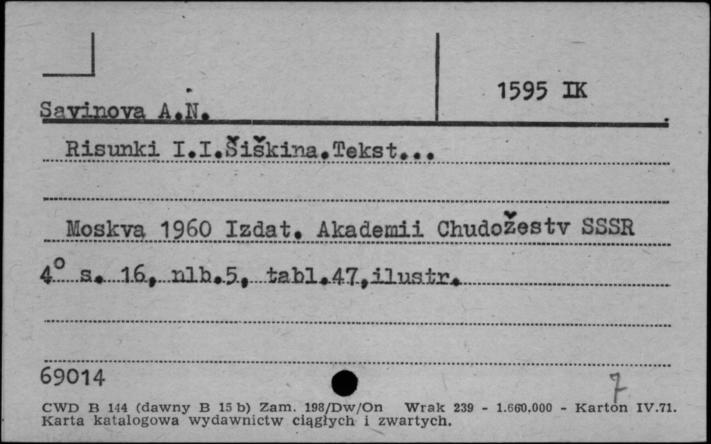 1595 IK
Savinova A.N.
Risunki I.I.Šiškina.Tekst...
Moskva 1960 Izdat. Akademii Chudožestv SSSR
4° s. 16, nlb.5, tabl.47,ilustr.
69014
7
CWD B 144 (dawny B 15 b) Zam. 198/Dw/On Wrak 239 - 1.660.000 - Karton IV.71.
Karta katalogowa wydawnictw ciągłych i zwartych.